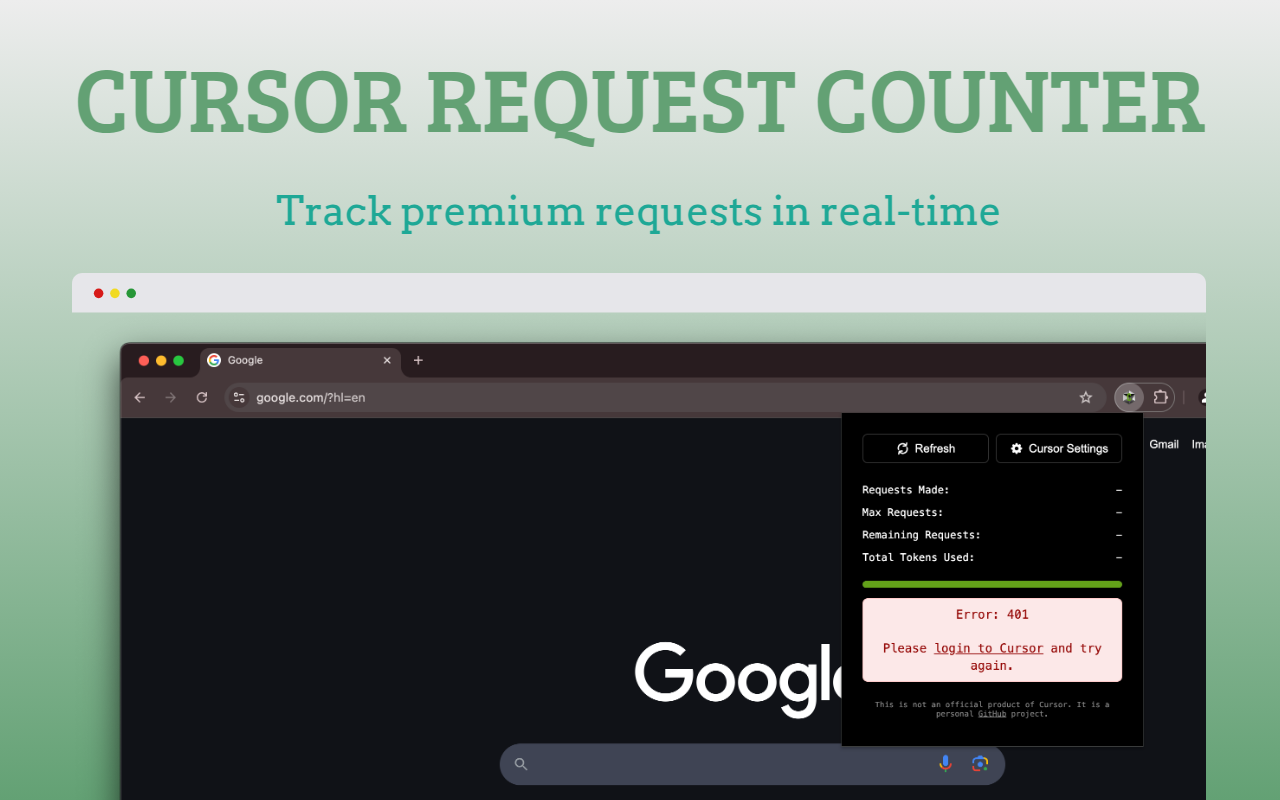 CURSOR REQUEST COUNTER
Track premium requests in real-time
Google
google.com/?hl=en
Gmail
Refresh
Cursor Settings
Requests Made: –
Max Requests: –
Remaining Requests: –
Total Tokens Used: –
Error: 401
Please login to Cursor and try
again.
This is not an official product of Cursor. It is a
personal GitHub project.
Google